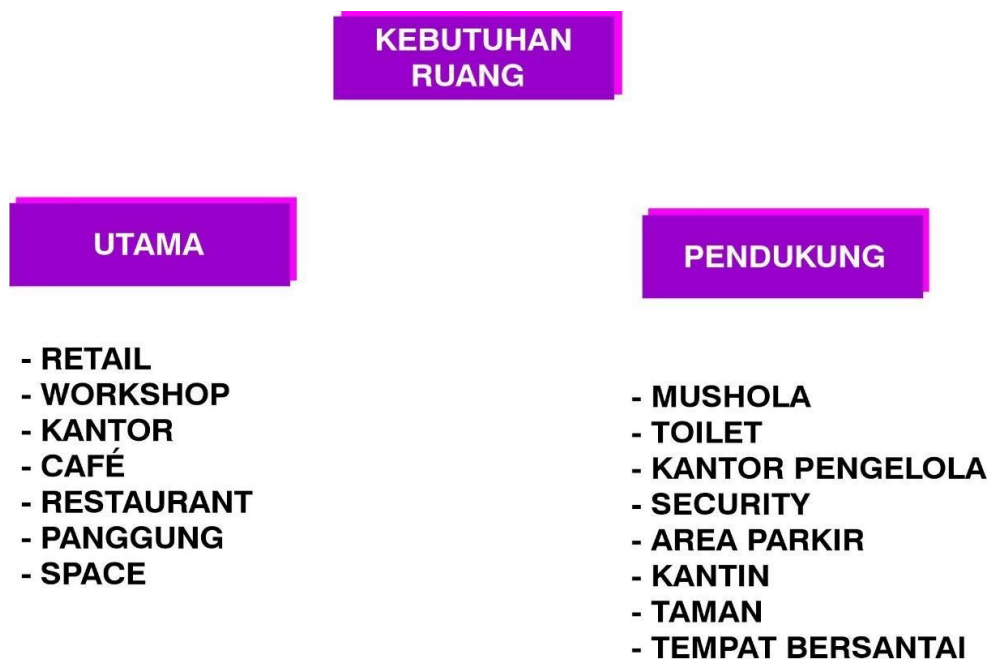 KEBUTUHAN
RUANG
UTAMA
- RETAIL
- WORKSHOP
- KANTOR
- CAFÉ
- RESTAURANT
- PANGGUNG
- SPACE
PENDUKUNG
- MUSHOLA
- TOILET
- KANTOR PENGELOLA
- SECURITY
- AREA PARKIR
- KANTIN
- TAMAN
- TEMPAT BERSANTAI